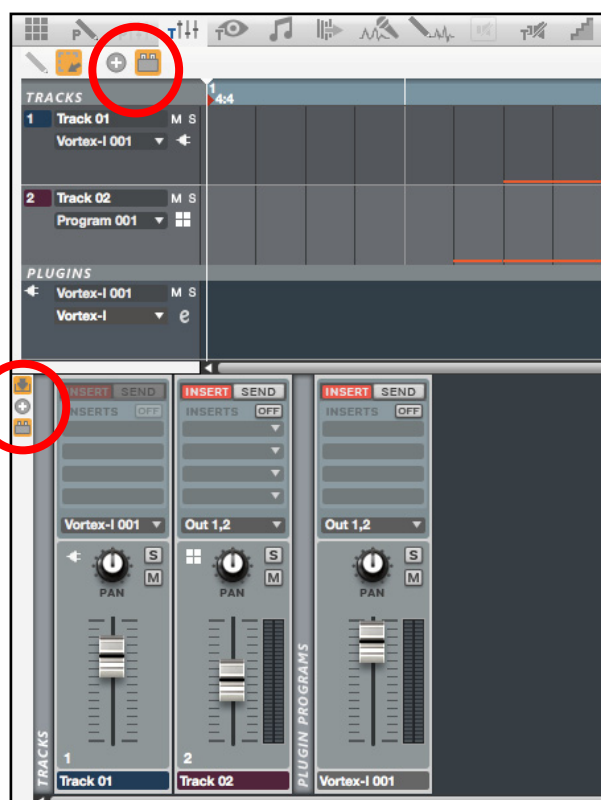 P T T T
TRACKS 1
4:4
1 Track 01 M S
Vortex-I 001
2 Track 02 M S
Program 001
PLUGINS
Vortex-I 001 M S
Vortex-I e
INSERT SEND INSERT SEND INSERT SEND
INSERTS OFF INSERTS OFF INSERTS OFF
Vortex-I 001 Out 1,2 Out 1,2
S S S
M M M
PAN PAN PAN
TRACKS
1 2
PLUGIN PROGRAMS
Track 01 Track 02 Vortex-I 001